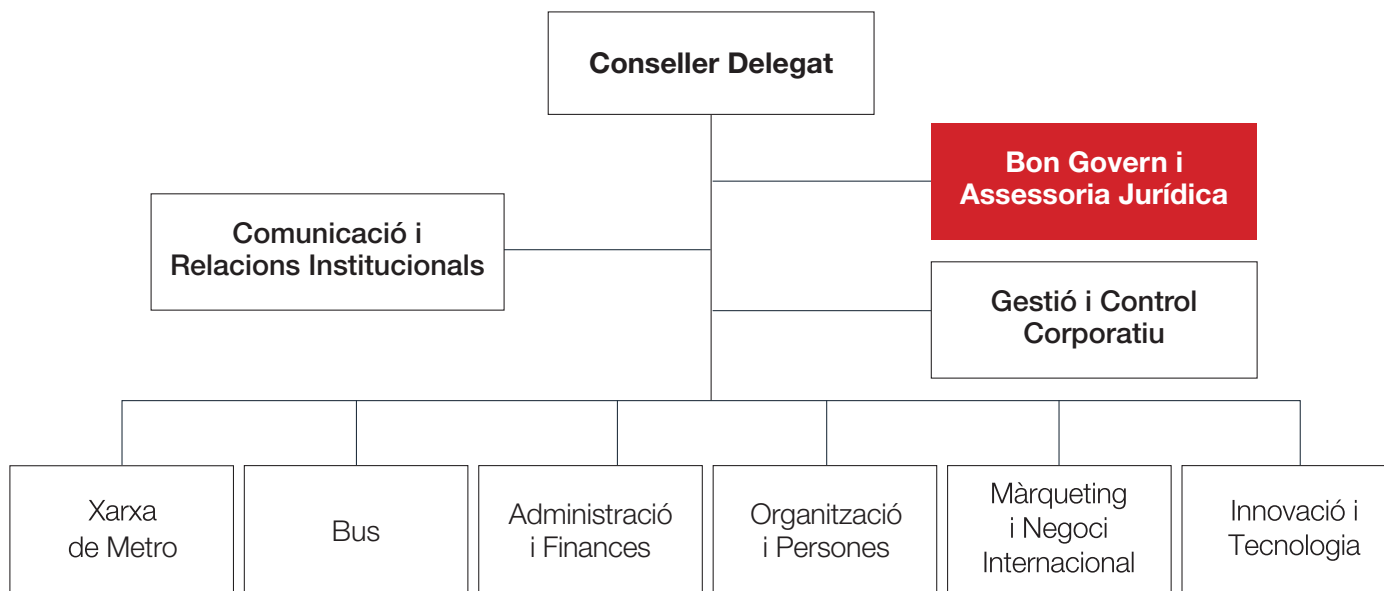 Conseller Delegat
Bon Govern i
Assessoria Jurídica
Comunicació i
Relacions Institucionals
Gestió i Control
Corporatiu
Xarxa
de Metro
Bus
Administració
i Finances
Organització
i Persones
Màrqueting
i Negoci
Internacional
Innovació i
Tecnologia